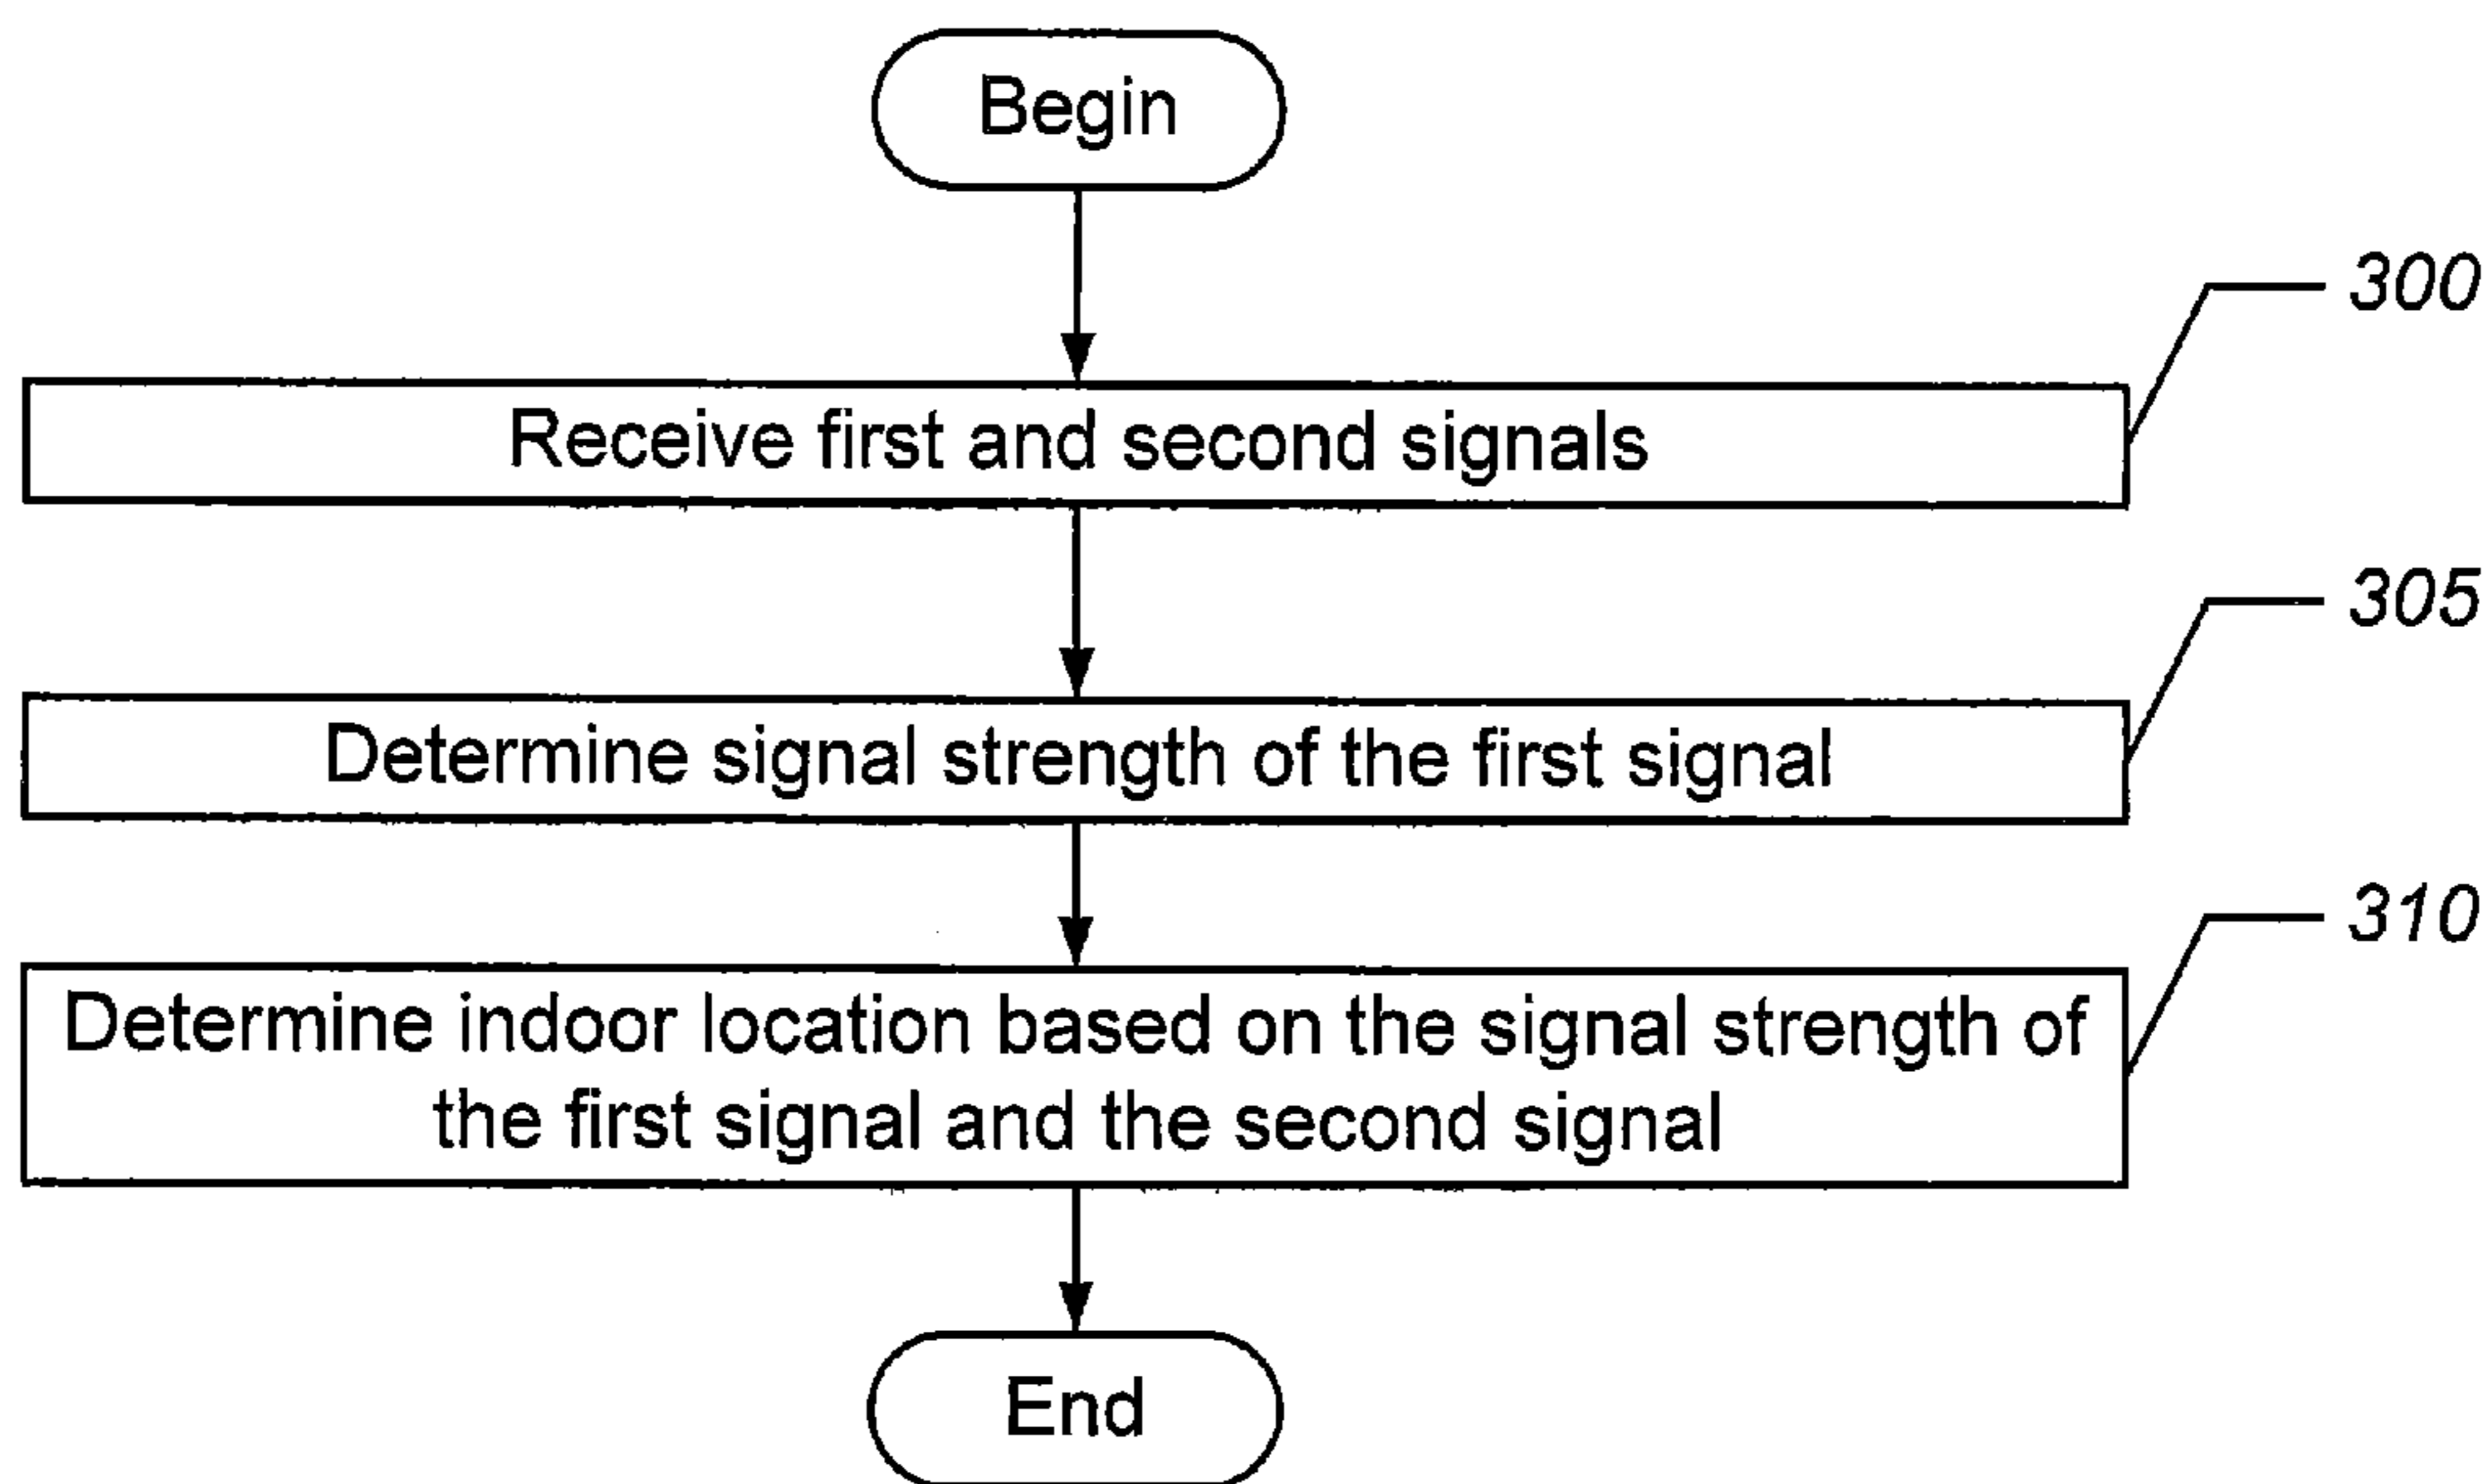 Begin
300
Receive first and second signals
305
Determine signal strength of the first signal
310
Determine indoor location based on the signal strength of
the first signal and the second signal
End